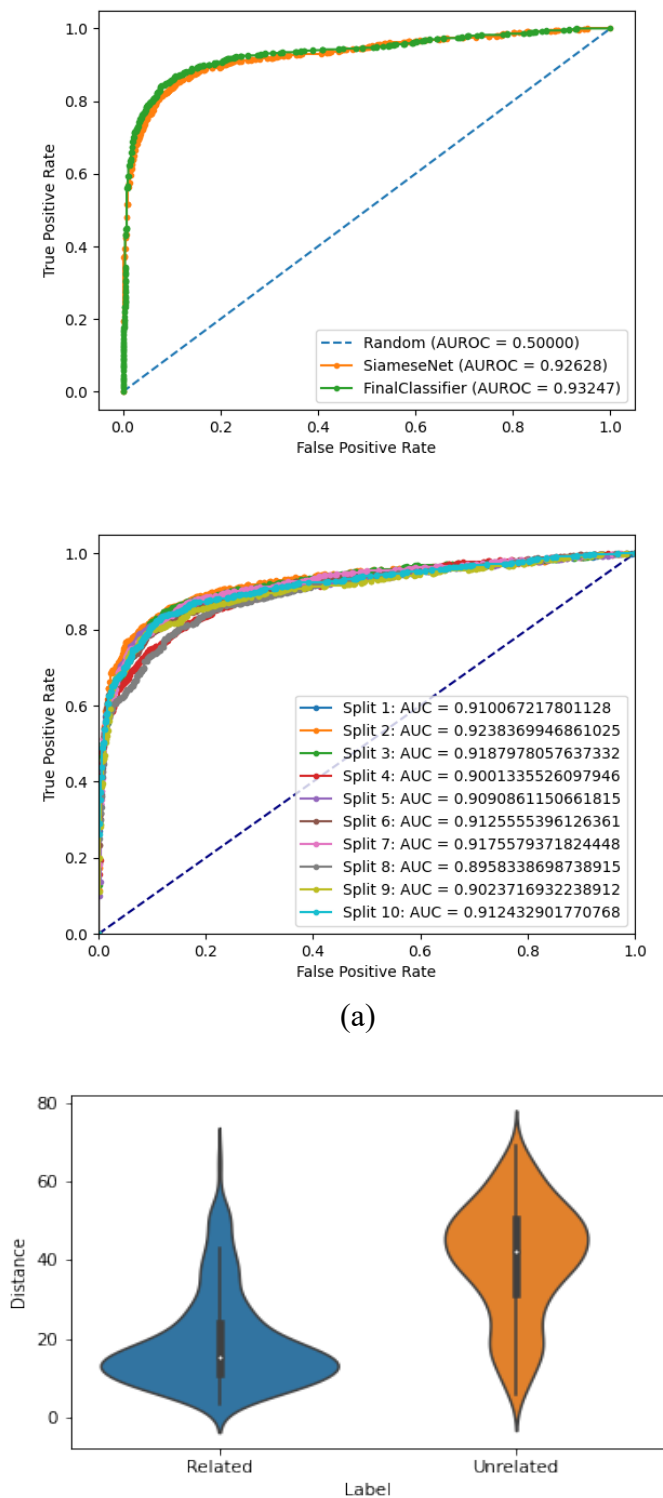 1.0
0.8
0.6
0.4
0.2
0.0
True Positive Rate
Random (AUROC = 0.50000)
SiameseNet (AUROC = 0.92628)
FinalClassifier (AUROC = 0.93247)
0.0 0.2 0.4 0.6 0.8 1.0
False Positive Rate
1.0
0.8
0.6
0.4
0.2
0.0
True Positive Rate
Split 1: AUC = 0.910067217801128
Split 2: AUC = 0.9238369946861025
Split 3: AUC = 0.9187978057637332
Split 4: AUC = 0.9001335526097946
Split 5: AUC = 0.9090861150661815
Split 6: AUC = 0.9125555396126361
Split 7: AUC = 0.9175579371824448
Split 8: AUC = 0.8958338698738915
Split 9: AUC = 0.9023716932238912
Split 10: AUC = 0.912432901770768
0.0 0.2 0.4 0.6 0.8 1.0
False Positive Rate
(a)
80
60
40
20
0
Distance
Related Unrelated
Label